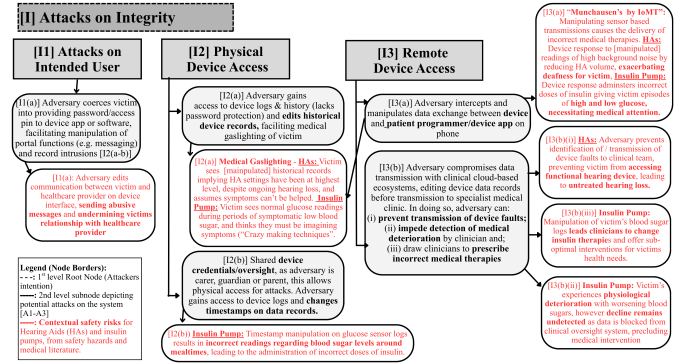 [I] Attacks on Integrity
[I1] Attacks on
Intended User
[I1(a)] Adversary coerces victim
into providing password/access
pin to device app or software,
facilitating manipulation of
portal functions (e.g. messaging)
and record intrusions [I2(a-b)]
[I1(a): Adversary edits
communication between victim and
healthcare provider on device
interface, sending abusive
messages and undermining victims
relationship with healthcare
provider
Legend (Node Borders):
---: 1st level Root Node (Attackers
intention)
: 2nd level subnode depicting
potential attacks on the system
[A1-A3]
: Contextual safety risks for
Hearing Aids (HAs) and insulin
pumps, from safety hazards and
medical literature.
[I2] Physical
Device Access
[I2(a)] Adversary gains
access to device logs & history (lacks
password protection) and edits
historical device records, faciliting medical
gaslighting of victim
[I2(a)] Medical Gaslighting - HAs: Victim
sees [manipulated] historical records
implying HA settings have been at highest
level, despite ongoing hearing loss, and
assumes symptoms can't be helped. Insulin
Pump: Victim sees normal glucose readings
during periods of symptomatic low blood
sugar, and thinks they must be imagining
symptoms ("Crazy making techniques".
[I2(b)] Shared device
credentials/oversight, as adversary is
carer, guardian or parent, this allows
physical access for attacks. Adversary
gains access to device logs and changes
timestamps on data records.
[I2(b)] Insulin Pump: Timestamp manipulation on glucose sensor logs
results in incorrect readings regarding blood sugar levels around
mealtimes, leading to the administration of incorrect doses of insulin.
[I3] Remote
Device Access
[I3(a)] Adversary intercepts and
manipulates data exchange between device
and patient programmer/device app on
phone
[I3(b)] Adversary compromises data
transmission with clinical cloud-based
ecosystems, editing device data records
before transmission to specialist medical
clinic. In doing so, adversary can:
(i) prevent transmission of device faults;
(ii) impede detection of medical
deterioration by clinician and;
(iii) draw clinicians to prescribe
incorrect medical therapies
[I3(a)] "Munchausen's by IoMT":
Manipulating sensor based
transmissions causes the delivery of
incorrect medical therapies. HAs:
Device response to [manipulated]
readings of high background noise by
reducing HA volume, exacerbating
deafness for victim. Insulin Pump:
Device response administers incorrect
doses of insulin giving victim episodes
of high and low glucose,
necessitating medical attention.
[I3(b)(i)] HAs: Adversary prevents
identification of / transmission of
device faults to clinical team,
preventing victim from accessing
functional hearing device, leading
to untreated hearing loss.
[I3(b)(iii)] Insulin Pump:
Manipulation of victim's blood sugar
logs leads clinicians to change
insulin therapies and offer sub-
optimal interventions for victims
health needs.
[I3(b)(ii)] Insulin Pump: Victim's
experiences physiological
deterioration with worsening blood
sugars, however decline remains
undetected as data is blocked from
clinical oversight system, precluding
medical intervention